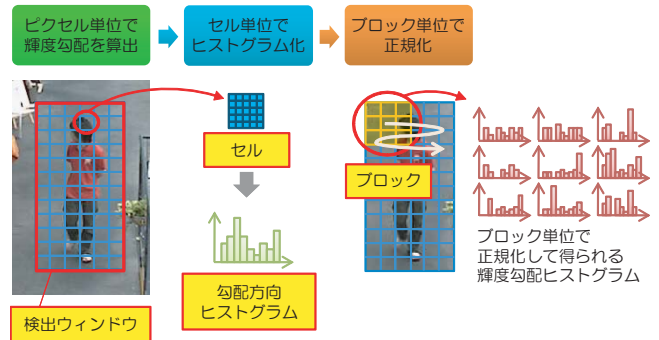 ピクセル単位で
輝度勾配を算出
セル単位で
ヒストグラム化
ブロック単位で
正規化
セル
ブロック
勾配方向
ヒストグラム
検出ウィンドウ
ブロック単位で
正規化して得られる
輝度勾配ヒストグラム